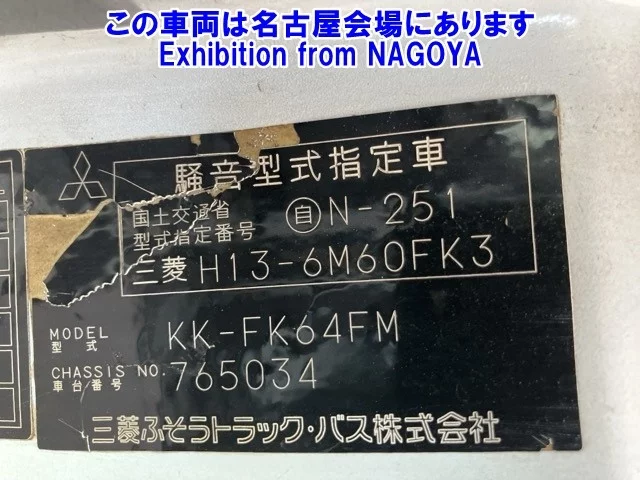 この車両は名古屋会場にあります
Exhibition from NAGOYA
騒音型式指定車
国土交通省
型式指定番号
自N-251
三菱 H13-6M60FK3
MODEL KK-FK64FM
型式
CHASSIS NO. 765034
車台番号
三菱ふそうトラック・バス株式会社